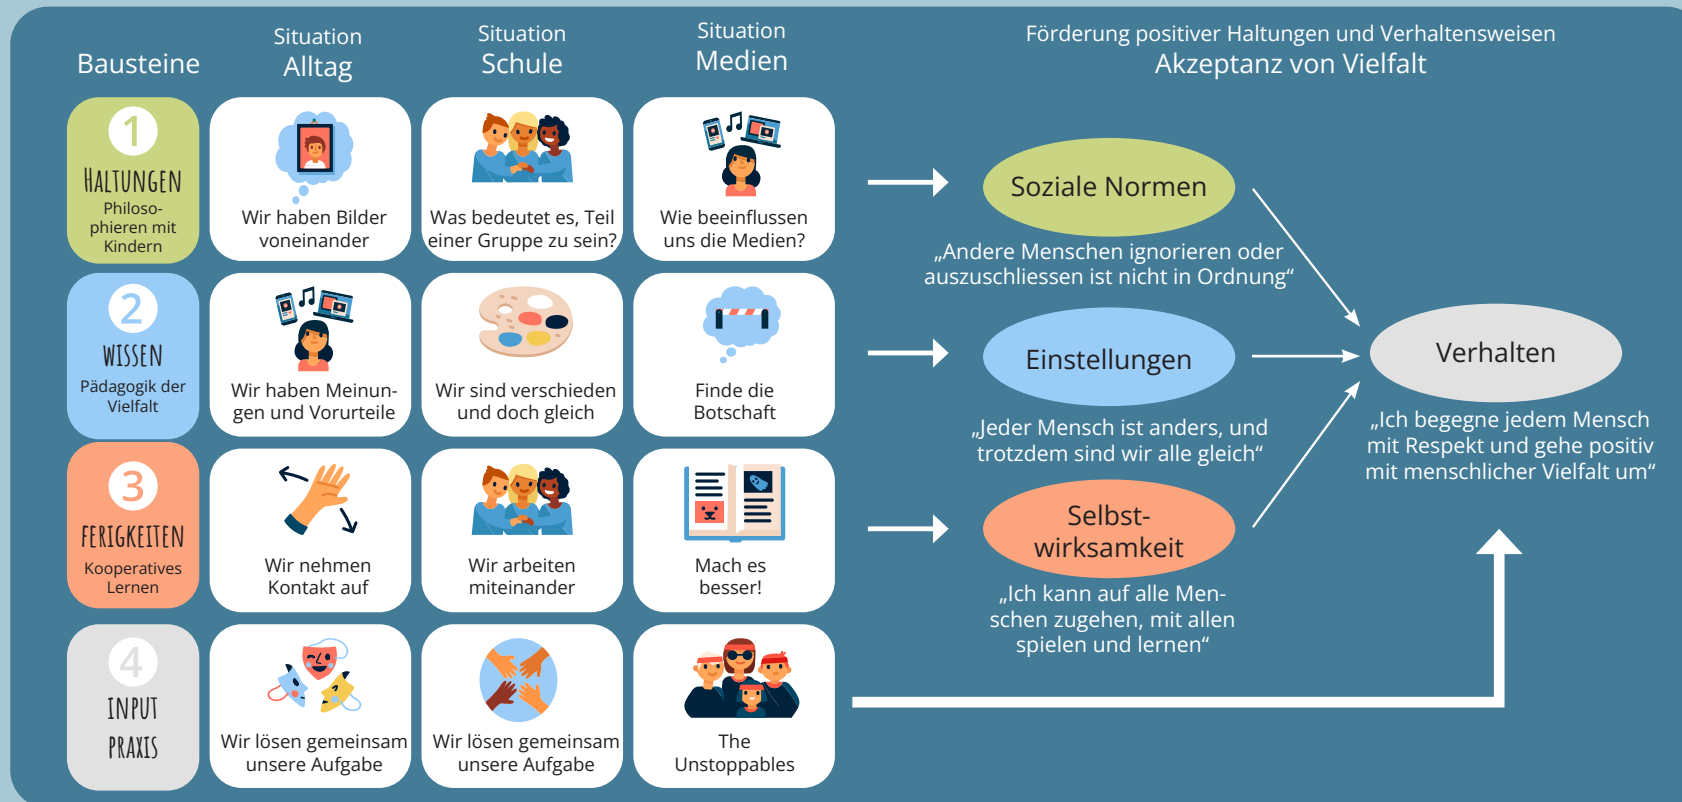 Bausteine
Situation
Alltag
Situation
Schule
Situation
Medien
Förderung positiver Haltungen und Verhaltensweisen
Akzeptanz von Vielfalt
1
HALTUNGEN
Philoso-
phieren mit
Kindern
Wir haben Bilder
voneinander
Was bedeutet es, Teil
einer Gruppe zu sein?
Wie beeinflussen
uns die Medien?
2
WISSEN
Pädagogik der
Vielfalt
Wir haben Meinun-
gen und Vorurteile
Wir sind verschieden
und doch gleich
Finde die
Botschaft
3
FERIGKEITEN
Kooperatives
Lernen
Wir nehmen
Kontakt auf
Wir arbeiten
miteinander
Mach es
besser!
4
INPUT
PRAXIS
Wir lösen gemeinsam
unsere Aufgabe
Wir lösen gemeinsam
unsere Aufgabe
The
Unstoppables
Soziale Normen
„Andere Menschen ignorieren oder
auszuschliessen ist nicht in Ordnung“
Einstellungen
„Jeder Mensch ist anders, und
trotzdem sind wir alle gleich“
Selbst-
wirksamkeit
„Ich kann auf alle Men-
schen zugehen, mit allen
spielen und lernen“
Verhalten
„Ich begegne jedem Mensch
mit Respekt und gehe positiv
mit menschlicher Vielfalt um“